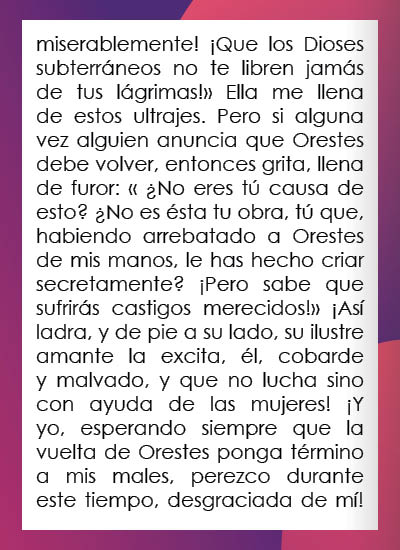 miserablemente! ¡Que los Dioses
subterráneos no te libren jamás
de tus lágrimas!» Ella me llena
de estos ultrajes. Pero si alguna
vez alguien anuncia que Orestes
debe volver, entonces grita, llena
de furor: « ¿No eres tú causa de
esto? ¿No es ésta tu obra, tú que,
habiendo arrebatado a Orestes
de mis manos, le has hecho criar
secretamente? ¡Pero sabe que
sufrirás castigos merecidos!» ¡Así
ladra, y de pie a su lado, su ilustre
amante la excita, él, cobarde
y malvado, y que no lucha sino
con ayuda de las mujeres! ¡Y
yo, esperando siempre que la
vuelta de Orestes ponga término
a mis males, perezco durante
este tiempo, desgraciada de mí!